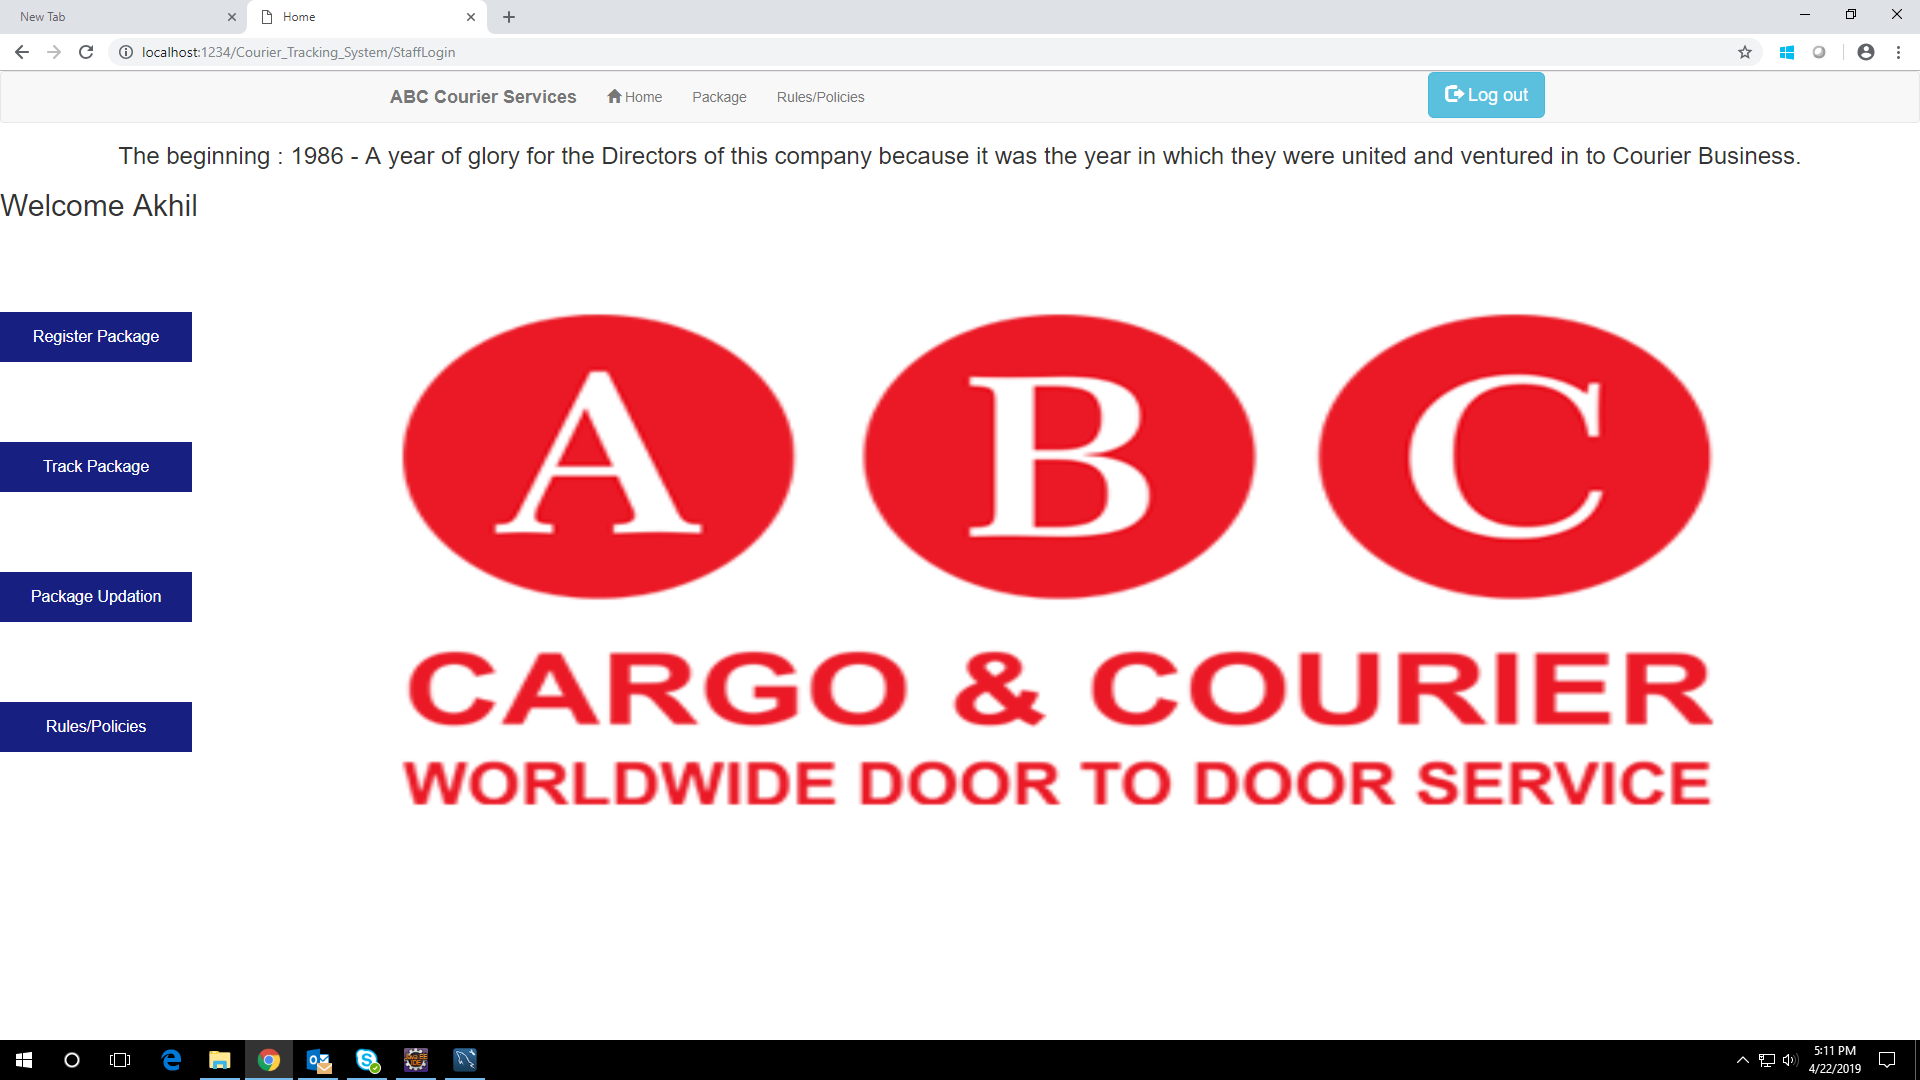 New Tab
Home
localhost:1234/Courier_Tracking_System/StaffLogin
ABC Courier Services
Home
Package
Rules/Policies
Log out
The beginning : 1986 - A year of glory for the Directors of this company because it was the year in which they were united and ventured in to Courier Business.
Welcome Akhil
Register Package
Track Package
Package Updation
Rules/Policies
A B C
CARGO & COURIER
WORLDWIDE DOOR TO DOOR SERVICE
5:11 PM
4/22/2019